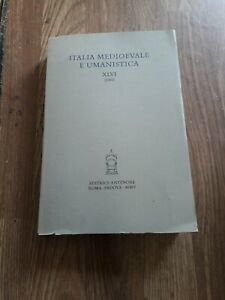 ITALIA MEDIOEVALE
E UMANISTICA
XLVI
EDITRICE ANTENORE
ROMA-PADOVA